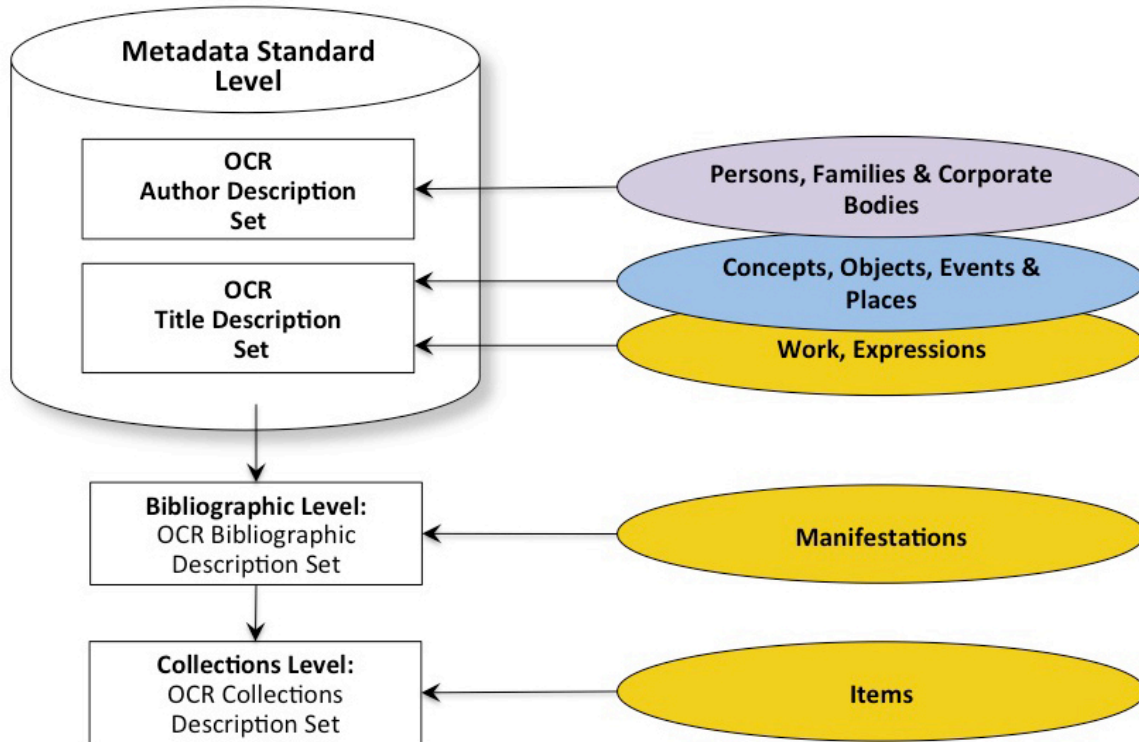 Metadata Standard
Level
OCR
Author Description
Set
Persons, Families & Corporate
Bodies
OCR
Title Description
Set
Concepts, Objects, Events &
Places
Work, Expressions
Bibliographic Level:
OCR Bibliographic
Description Set
Manifestations
Collections Level:
OCR Collections
Description Set
Items